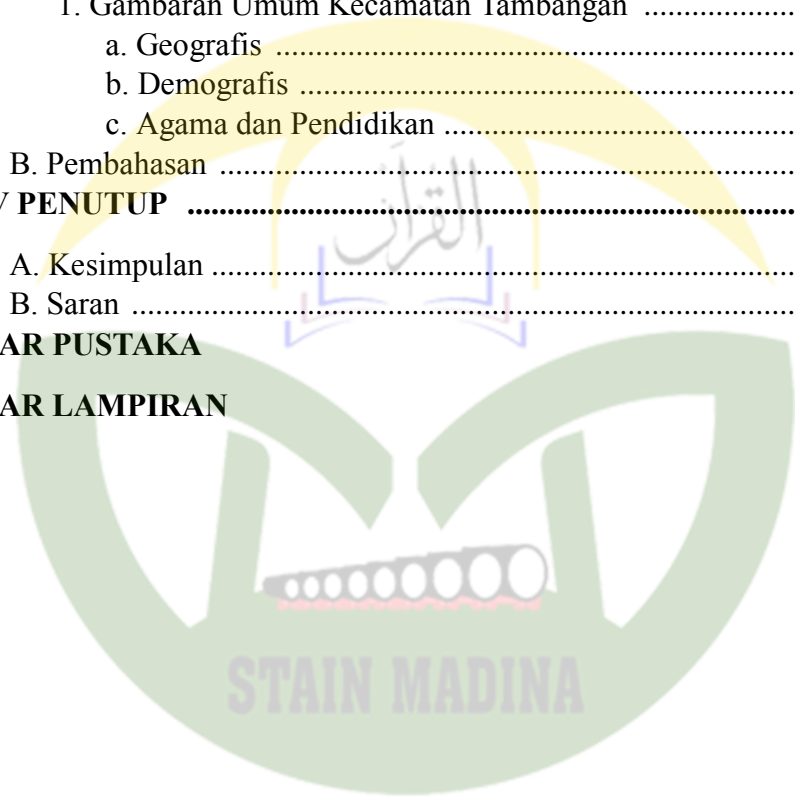 1. Gambaran Umum Kecamatan Tambangan ...................
a. Geografis ..................................................................
b. Demografis ...............................................................
c. Agama dan Pendidikan .............................................
B. Pembahasan .........................................................................
PENUTUP ..............................................................................
القرآن
A. Kesimpulan ..........................................................................
B. Saran ....................................................................................
AR PUSTAKA
AR LAMPIRAN
STAIN MADINA